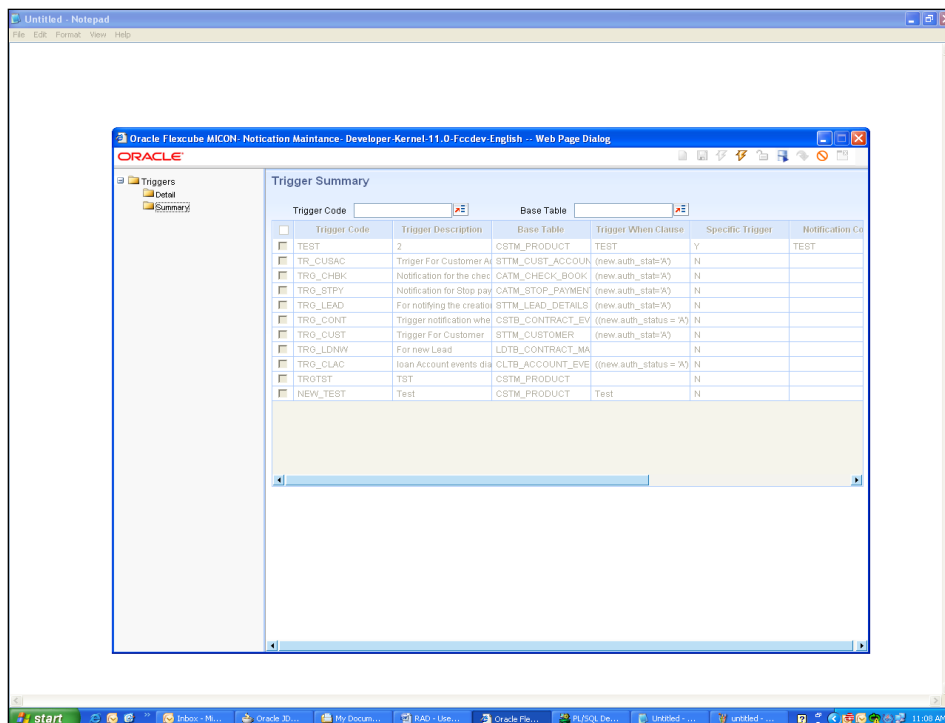 Untitled - Notepad
File Edit Format View Help
Oracle Flexcube MICON- Notication Maintance- Developer-Kernel-11.0-Fccdev-English -- Web Page Dialog
ORACLE
Triggers
Detail
Summary
Trigger Summary
Trigger Code Base Table
Trigger Code Trigger Description Base Table Trigger When Clause Specific Trigger Notification Co
TEST 2 CSTM_PRODUCT TEST Y TEST
TR_CUSAC Trriger For Customer Ac STTM_CUST_ACCOUN (new.auth_stat='A') N
TRG_CHBK Notification for the chec CATM_CHECK_BOOK (new.auth_stat='A') N
TRG_STPY Notification for Stop pay CATM_STOP_PAYMENT (new.auth_stat='A') N
TRG_LEAD For notifying the creatio STTM_LEAD_DETAILS (new.auth_stat='A') N
TRG_CONT Trigger notification whe CSTB_CONTRACT_EV ((new.auth_status = 'A') N
TRG_CUST Trigger For Customer STTM_CUSTOMER (new.auth_stat='A') N
TRG_LDNW For new Lead LDTB_CONTRACT_MA N
TRG_CLAC loan Account events dia CLTB_ACCOUNT_EVE ((new.auth_status = 'A') N
TRGTST TST CSTM_PRODUCT N
NEW_TEST Test CSTM_PRODUCT Test N
start Inbox - Mi... Oracle JD... My Docum... RAD - Use... Oracle Fle... PL/SQL De... Untitled - ... untitled - ... 11:08 AM